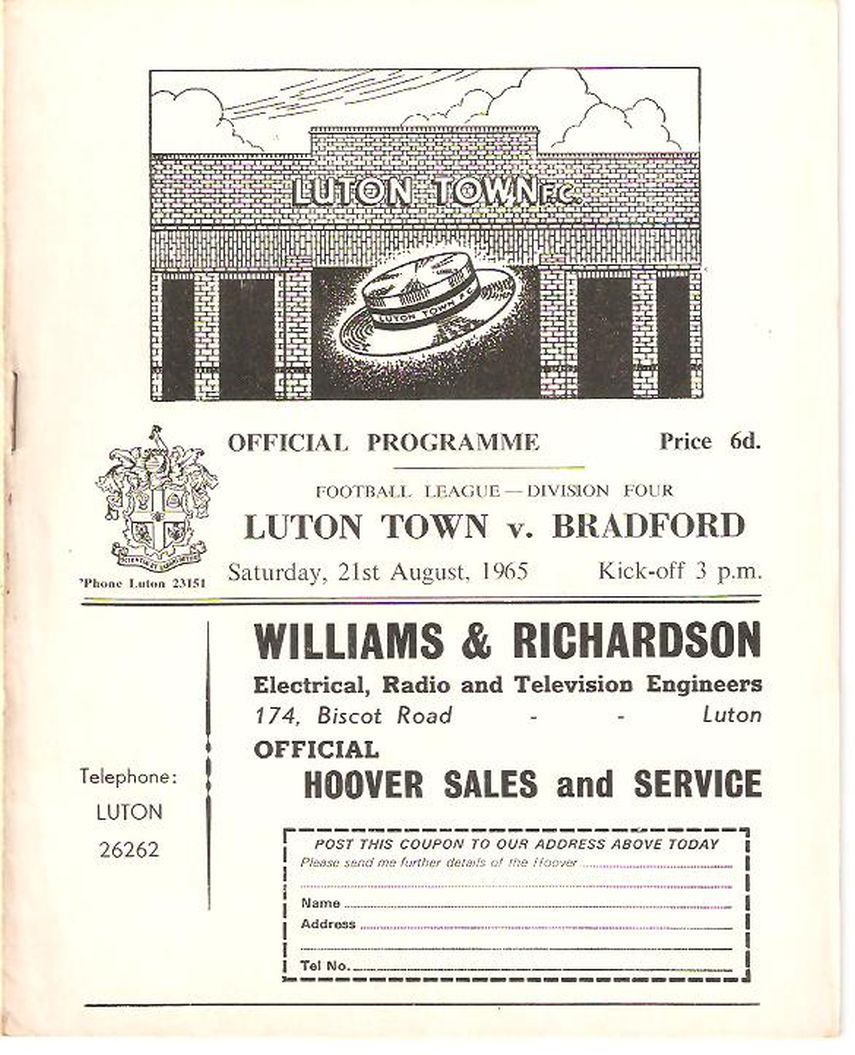 LUTON TOWN F.C.
LUTON TOWN F.C.
OFFICIAL PROGRAMME Price 6d.
FOOTBALL LEAGUE — DIVISION FOUR
LUTON TOWN v. BRADFORD
Saturday, 21st August, 1965 Kick-off 3 p.m.
'Phone Luton 23151
WILLIAMS & RICHARDSON
Electrical, Radio and Television Engineers
174, Biscot Road - - Luton
OFFICIAL
HOOVER SALES and SERVICE
Telephone:
LUTON
26262
POST THIS COUPON TO OUR ADDRESS ABOVE TODAY
Please send me further details of the Hoover
Name
Address
Tel No.